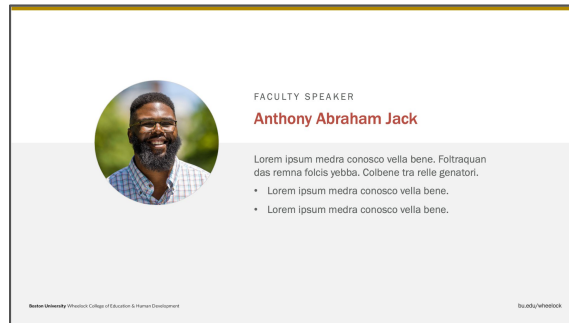 FACULTY SPEAKER
Anthony Abraham Jack
Lorem ipsum medra conosco vella bene. Foltraquan
das remna folcis yebba. Colbene tra relle genatori.
• Lorem ipsum medra conosco vella bene.
• Lorem ipsum medra conosco vella bene.
Boston University Wheelock College of Education & Human Development
bu.edu/wheelock